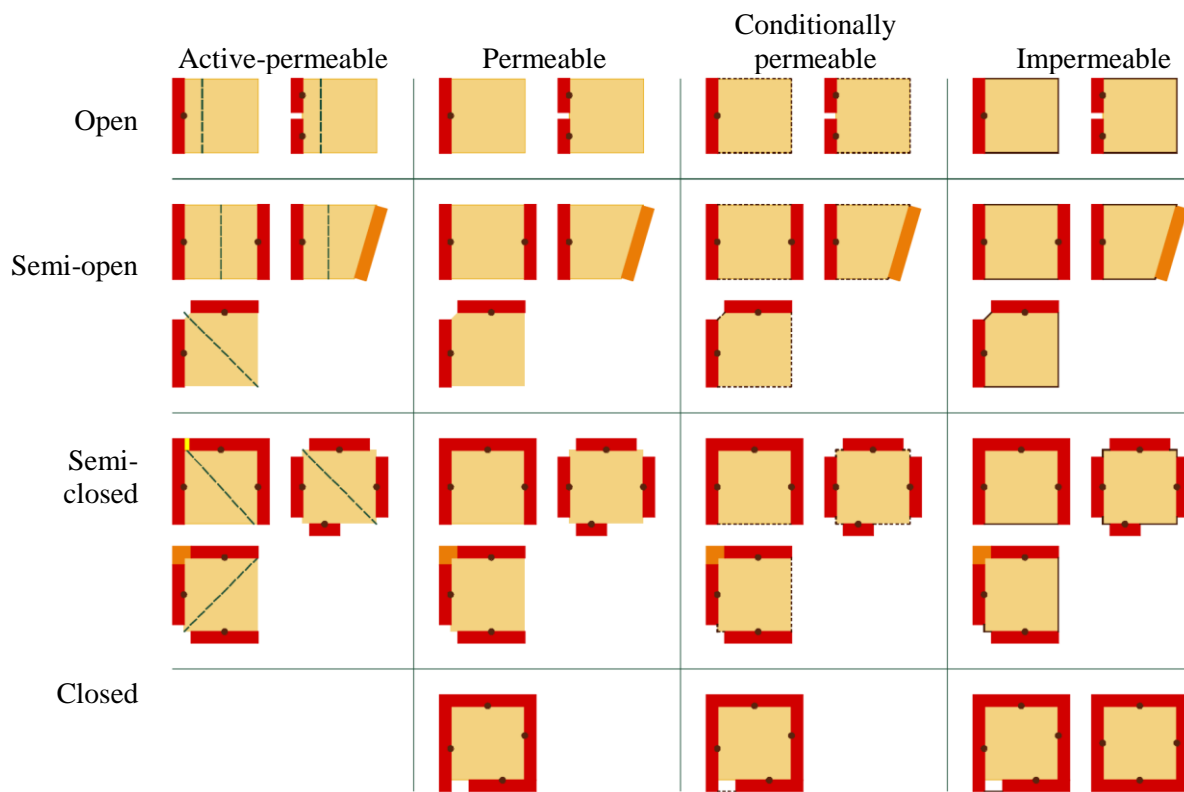 Active-permeable
Permeable
Conditionally
permeable
Impermeable
Open
Semi-open
Semi-
closed
Closed